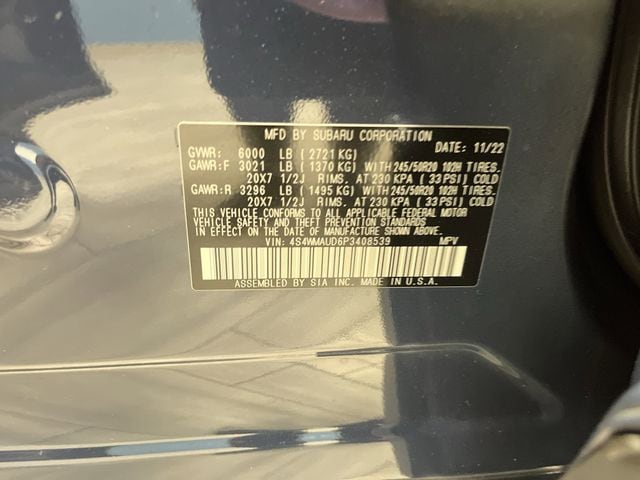 MFD BY SUBARU CORPORATION
GVWR: 6000 LB (2721KG) DATE: 11/22
GAWR:F 3021 LB (1370 KG) WITH 245/50R20 102H TIRES.
20X7 1/2J RIMS. AT 230 KPA (33 PSI) COLD
GAWR:R 3296 LB (1495 KG) WITH 245/50R20 102H TIRES.
20X7 1/2J RIMS. AT 230 KPA (33 PSI) COLD
THIS VEHICLE CONFORMS TO ALL APPLICABLE FEDERAL MOTOR
VEHICLE SAFETY AND THEFT PREVENTION STANDARDS
IN EFFECT ON THE DATE OF MANUFACTURE SHOWN ABOVE.
VIN: 4S4WMAUD6P3408539 MPV
ASSEMBLED BY SIA INC. MADE IN U.S.A.